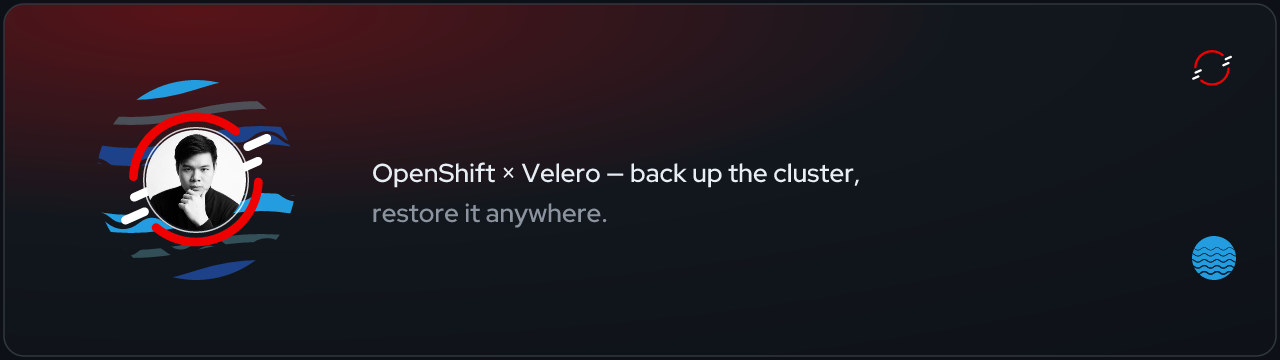 OpenShift × Velero — back up the cluster,
restore it anywhere.